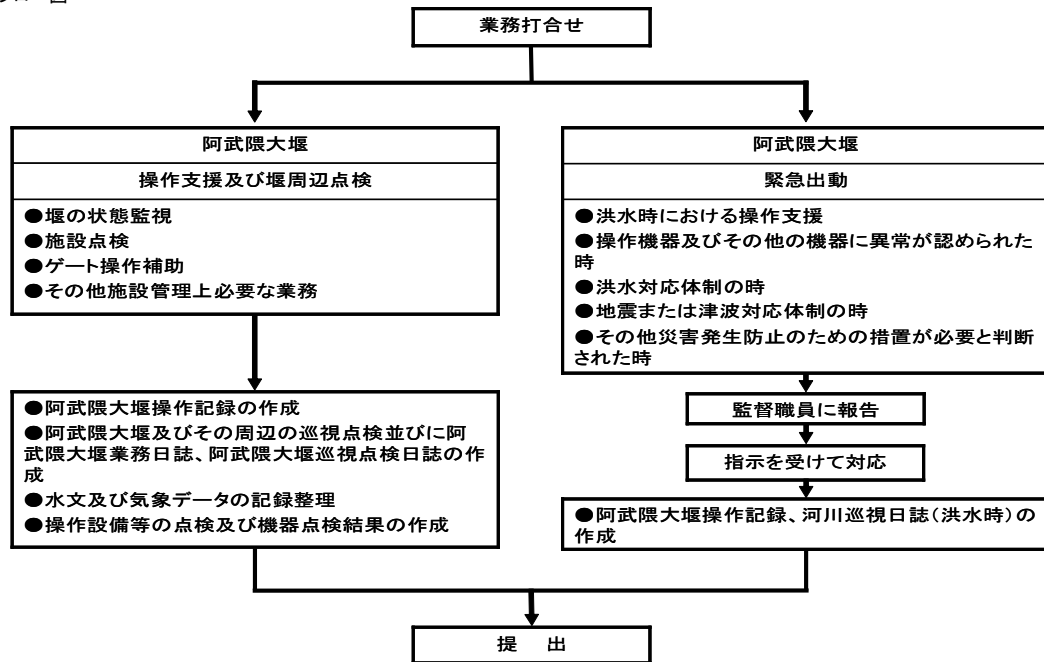 業務打合せ
阿武隈大堰
操作支援及び堰周辺点検
●堰の状態監視
●施設点検
●ゲート操作補助
●その他施設管理上必要な業務
阿武隈大堰
緊急出動
●洪水時における操作支援
●操作機器及びその他の機器に異常が認められた
時
●洪水対応体制の時
●地震または津波対応体制の時
●その他災害発生防止のための措置が必要と判断
された時
●阿武隈大堰操作記録の作成
●阿武隈大堰及びその周辺の巡視点検並びに阿
武隈大堰業務日誌、阿武隈大堰巡視点検日誌の作
成
●水文及び気象データの記録整理
●操作設備等の点検及び機器点検結果の作成
監督職員に報告
指示を受けて対応
●阿武隈大堰操作記録、河川巡視日誌(洪水時)の
作成
提 出